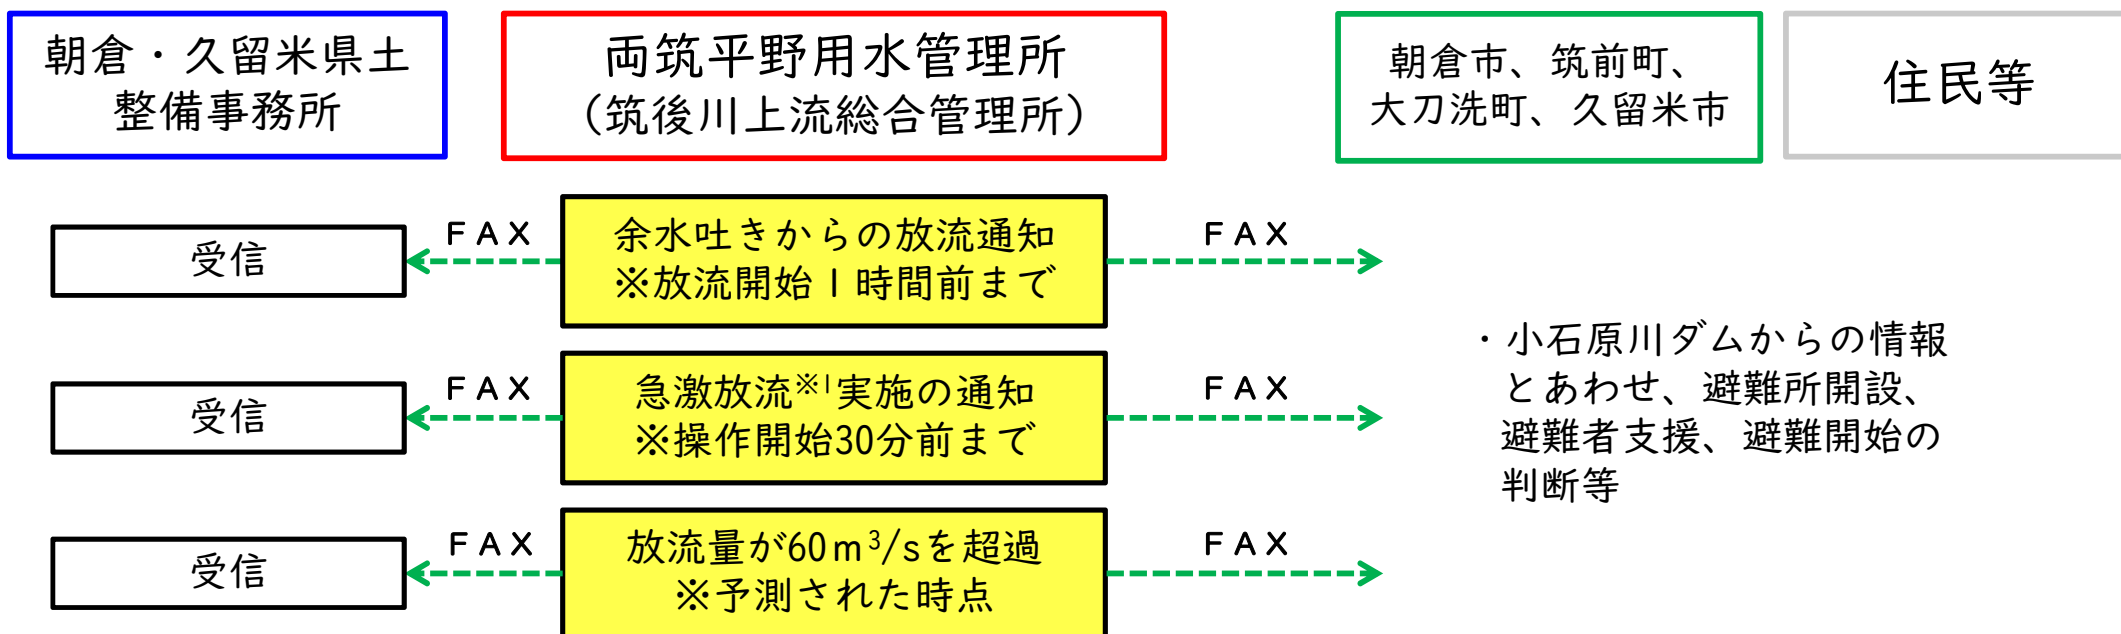 朝倉・久留米県土
整備事務所
両筑平野用水管理所
（筑後川上流総合管理所）
朝倉市、筑前町、
大刀洗町、久留米市
住民等
受信
ＦＡＸ
余水吐きからの放流通知
※放流開始１時間前まで
ＦＡＸ
受信
ＦＡＸ
急激放流※1実施の通知
※操作開始30分前まで
ＦＡＸ
・小石原川ダムからの情報
とあわせ、避難所開設、
避難者支援、避難開始の
判断等
受信
ＦＡＸ
放流量が60ｍ³/sを超過
※予測された時点
ＦＡＸ